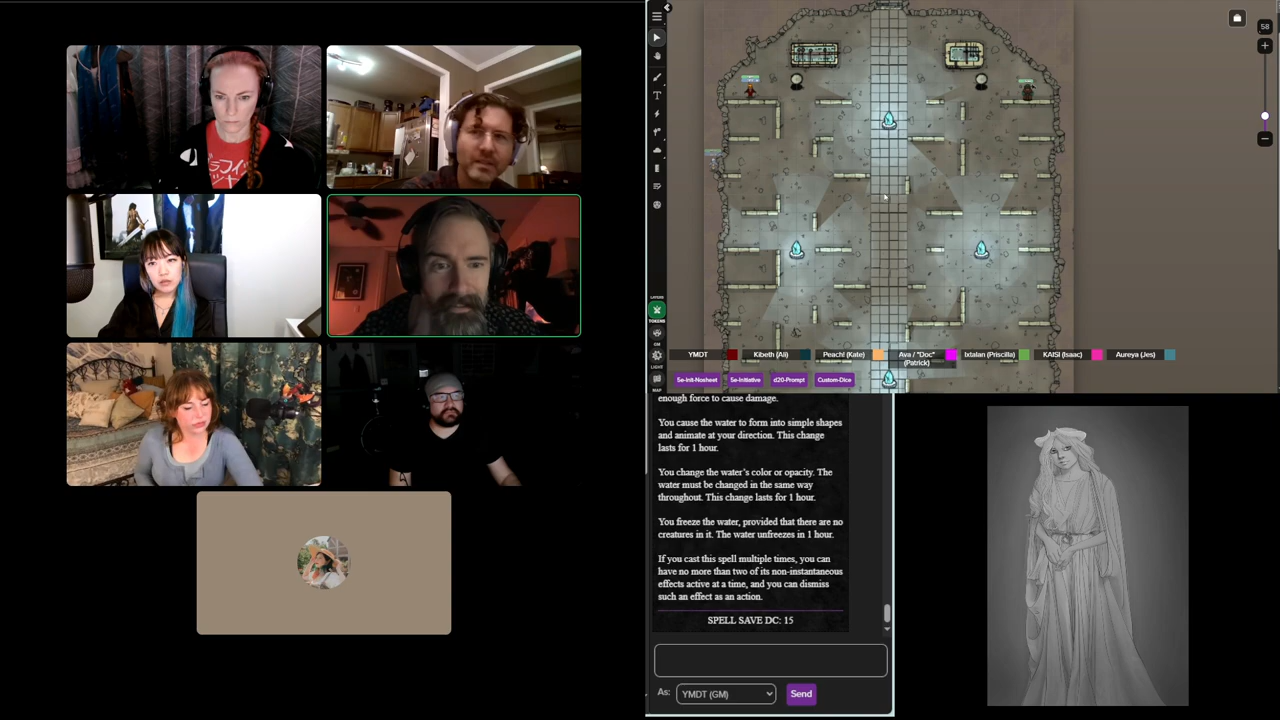 58
LAYERS
TOKENS
GM
LIGHT
MAP
YMDT
Kibeth (Ali)
Peach! (Kate)
Ava / "Doc" (Patrick)
Ixtalan (Priscilla)
KAISI (Isaac)
Aureya (Jes)
5e-Init-Nosheet
5e-Initiative
d20-Prompt
Custom-Dice
enough force to cause damage.
You cause the water to form into simple shapes
and animate at your direction. This change
lasts for 1 hour.
You change the water's color or opacity. The
water must be changed in the same way
throughout. This change lasts for 1 hour.
You freeze the water, provided that there are no
creatures in it. The water unfreezes in 1 hour.
If you cast this spell multiple times, you can
have no more than two of its non-instantaneous
effects active at a time, and you can dismiss
such an effect as an action.
SPELL SAVE DC: 15
As:
YMDT (GM)
Send